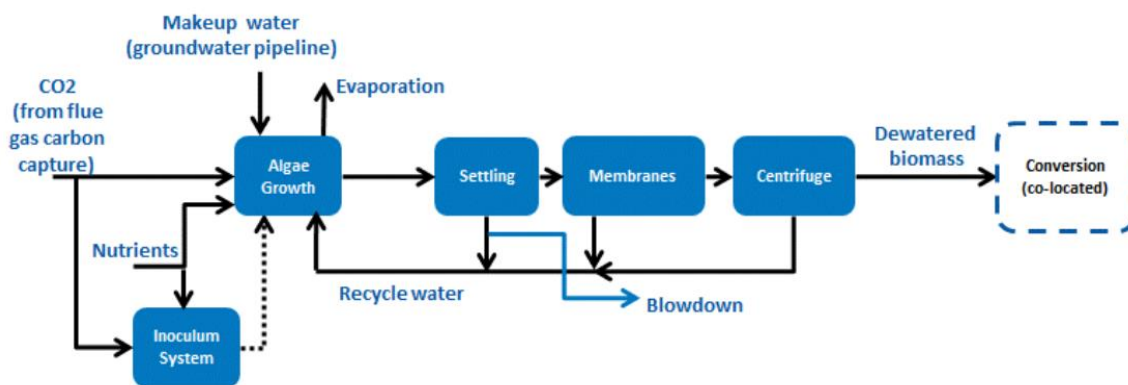 Makeup water
(groundwater pipeline)
CO2
(from flue
gas carbon
capture)
Evaporation
Algae
Growth
Settling
Membranes
Centrifuge
Dewatered
biomass
Conversion
(co-located)
Nutrients
Recycle water
Blowdown
Inoculum
System